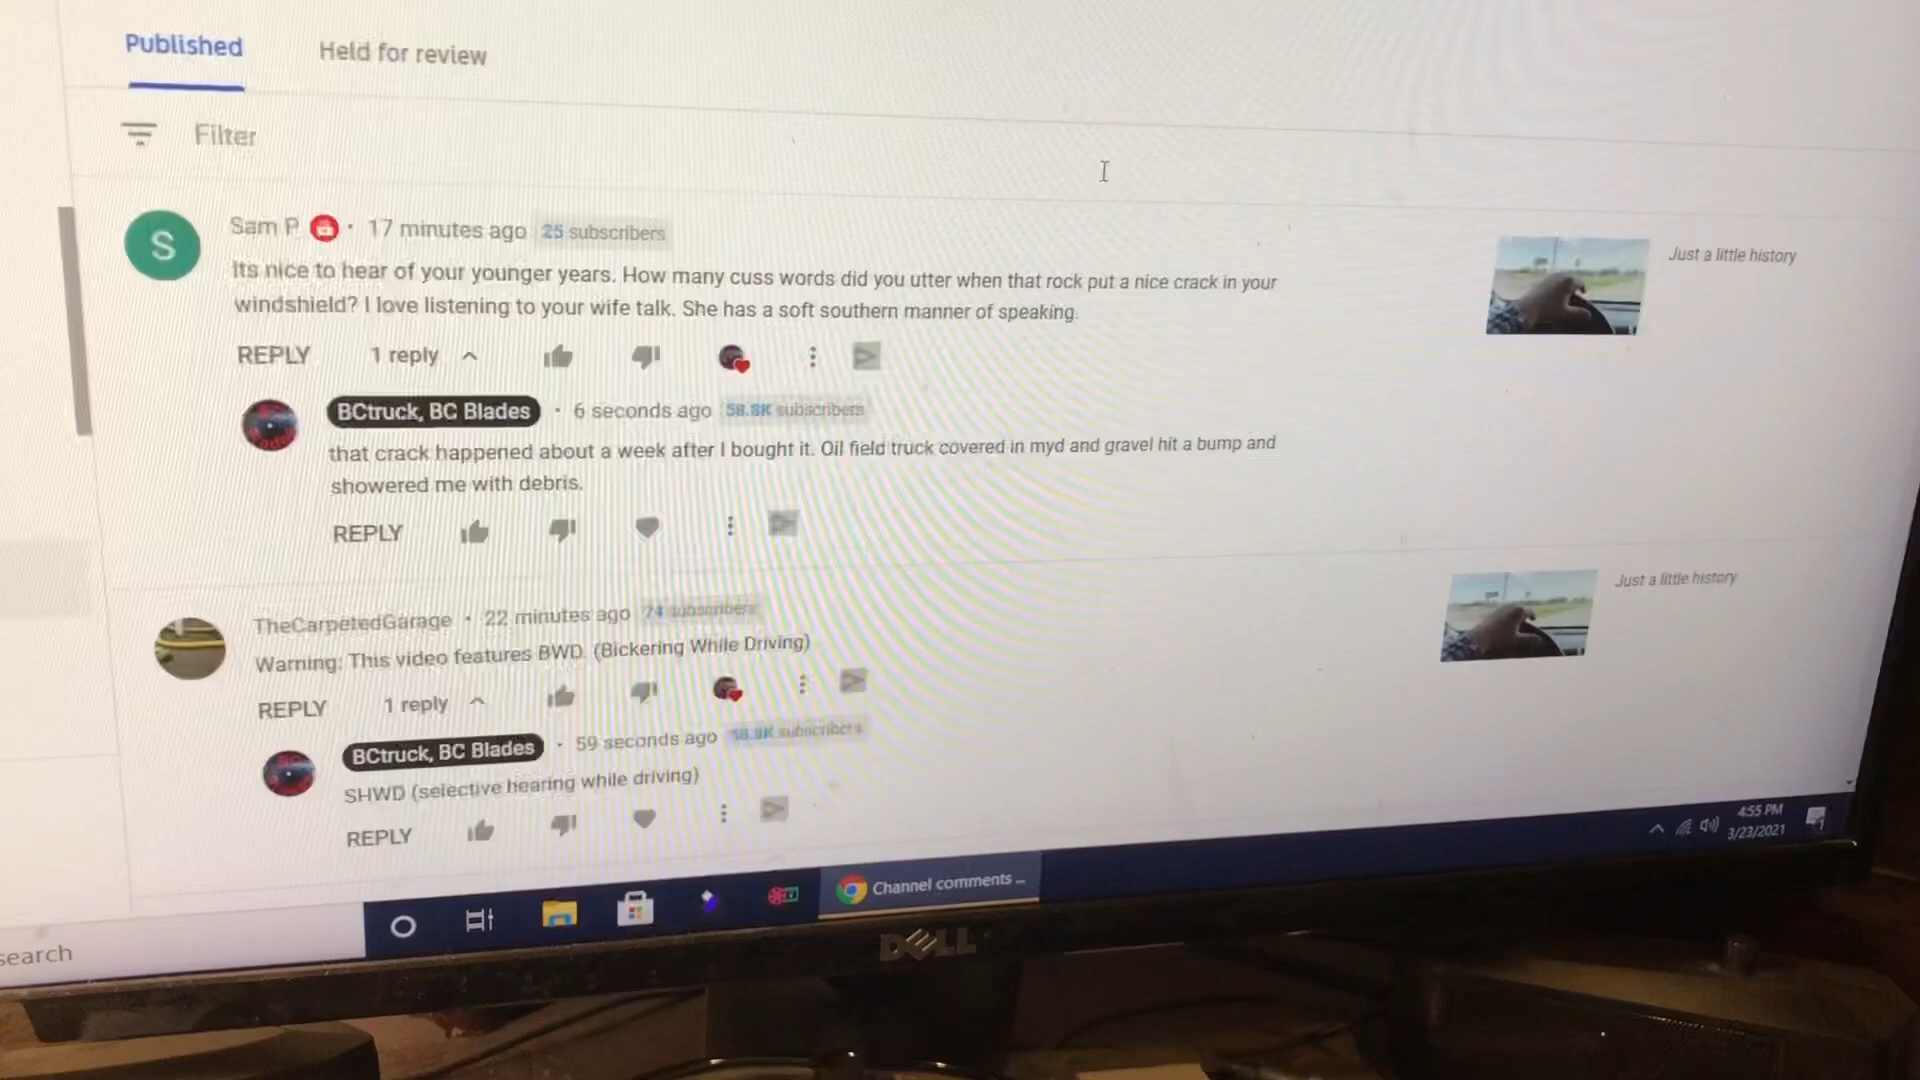 Published Held for review
Filter
S
Sam P. · 17 minutes ago 25 subscribers
Its nice to hear of your younger years. How many cuss words did you utter when that rock put a nice crack in your
windshield? I love listening to your wife talk. She has a soft southern manner of speaking.
Just a little history
REPLY 1 reply
BCtruck, BC Blades · 6 seconds ago 58.8K subscribers
that crack happened about a week after I bought it. Oil field truck covered in myd and gravel hit a bump and
showered me with debris.
REPLY
TheCarpetedGarage · 22 minutes ago 74 subscribers
Warning: This video features BWD. (Bickering While Driving)
Just a little history
REPLY 1 reply
BCtruck, BC Blades · 59 seconds ago subscribers
SHWD (selective hearing while driving)
REPLY
search
Channel comments ...
4:55 PM
3/23/2021
1
DELL